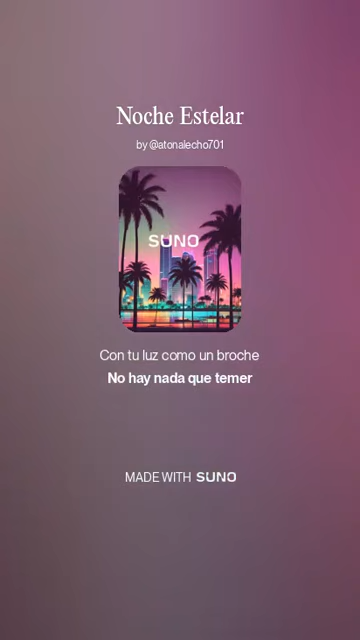 Noche Estelar
by @atonalecho701
SUNO
Con tu luz como un broche
No hay nada que temer
MADE WITH SUNO